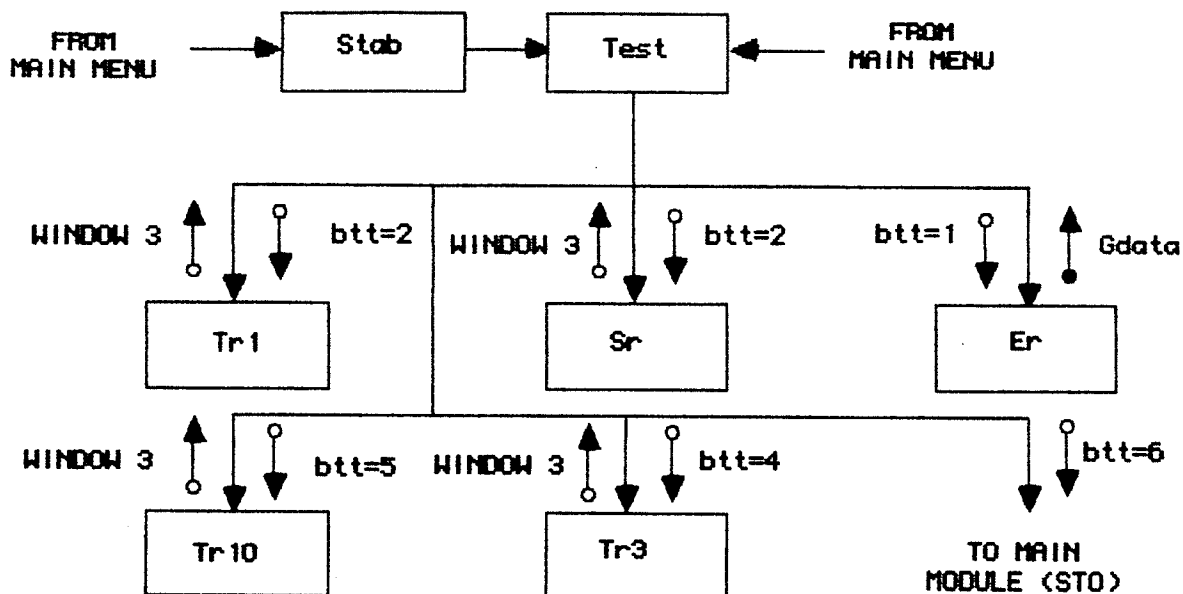 FROM
MAIN MENU
Stab
Test
FROM
MAIN MENU
WINDOW 3
btt=2
WINDOW 3
btt=2
btt=1
Gdata
Tr1
Sr
Er
WINDOW 3
btt=5
WINDOW 3
btt=4
btt=6
Tr10
Tr3
TO MAIN
MODULE (STO)